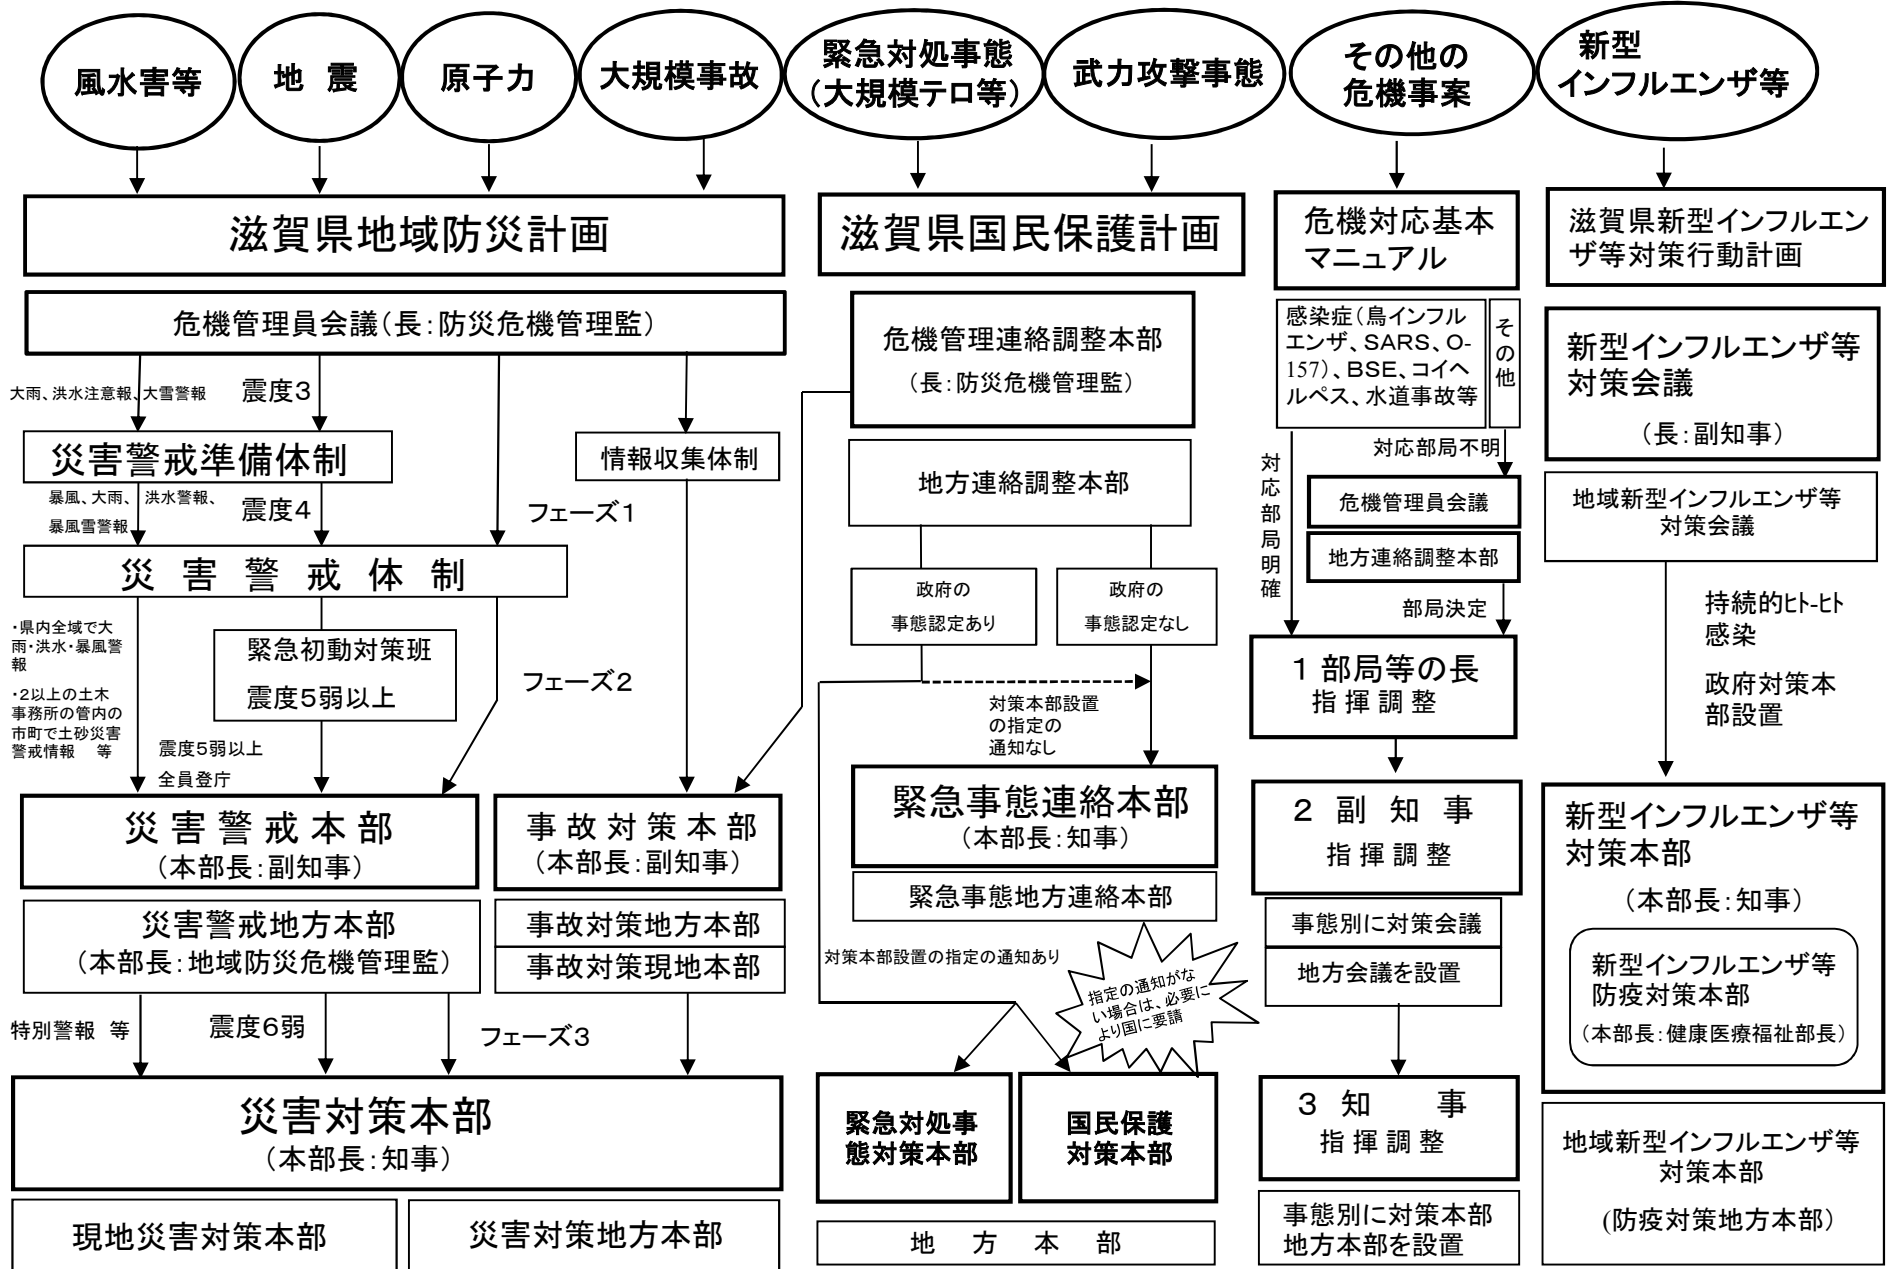 風水害等
地 震
原子力
大規模事故
緊急対処事態
（大規模テロ等）
武力攻撃事態
その他の
危機事案
新型
インフルエンザ等
滋賀県地域防災計画
滋賀県国民保護計画
危機対応基本
マニュアル
滋賀県新型インフルエン
ザ等対策行動計画
危機管理員会議（長：防災危機管理監）
大雨、洪水注意報、大雪警報
震度３
災害警戒準備体制
情報収集体制
暴風、大雨、 洪水警報、
暴風雪警報
震度４
フェーズ１
災 害 警 戒 体 制
・県内全域で大
雨・洪水・暴風警
報
・２以上の土木
事務所の管内の
市町で土砂災害
警戒情報 等
緊急初動対策班
震度５弱以上
フェーズ２
震度５弱以上
全員登庁
災 害 警 戒 本 部
（本部長：副知事）
事 故 対 策 本 部
（本部長：副知事）
災害警戒地方本部
（本部長：地域防災危機管理監）
事故対策地方本部
事故対策現地本部
特別警報 等
震度６弱
フェーズ３
災害対策本部
（本部長：知事）
現地災害対策本部
災害対策地方本部
危機管理連絡調整本部
（長：防災危機管理監）
地方連絡調整本部
政府の
事態認定あり
政府の
事態認定なし
対策本部設置
の指定の
通知なし
緊急事態連絡本部
（本部長：知事）
緊急事態地方連絡本部
対策本部設置の指定の通知あり
指定の通知がな
い場合は、必要に
より国に要請
緊急対処事
態対策本部
国民保護
対策本部
地 方 本 部
感染症（鳥インフル
エンザ、SARS、O-
157）、BSE、コイヘ
ルペス、水道事故等
その他
対応部局不明
対応部局明確
危機管理員会議
地方連絡調整本部
部局決定
１ 部局等の長
指 揮 調 整
２ 副 知 事
指 揮 調 整
事態別に対策会議
地方会議を設置
３ 知 事
指 揮 調 整
事態別に対策本部
地方本部を設置
新型インフルエンザ等
対策会議
（長：副知事）
地域新型インフルエンザ等
対策会議
持続的ﾋﾄ-ﾋﾄ
感染
政府対策本
部設置
新型インフルエンザ等
対策本部
（本部長：知事）
新型インフルエンザ等
防疫対策本部
（本部長：健康医療福祉部長）
地域新型インフルエンザ等
対策本部
(防疫対策地方本部）